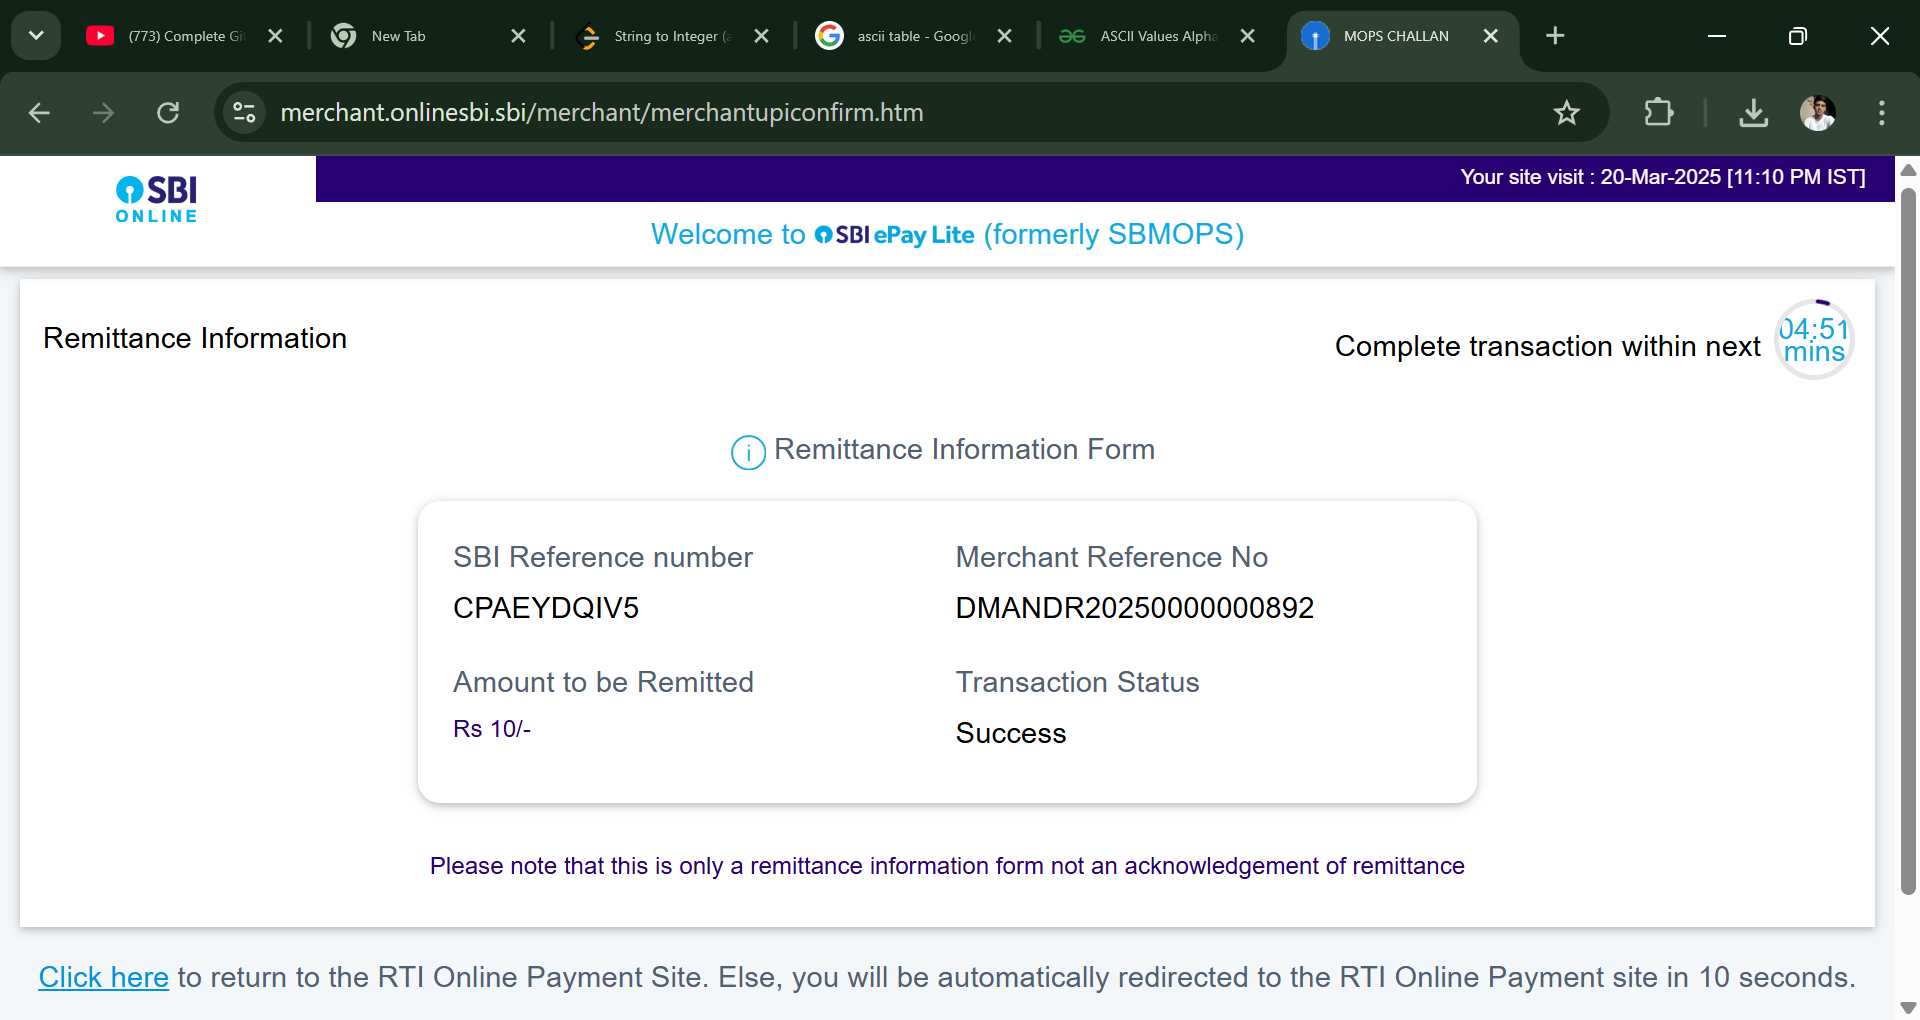 (773) Complete Gi
New Tab
String to Integer (a
ascii table - Googl
ASCII Values Alpha
MOPS CHALLAN
merchant.onlinesbi.sbi/merchant/merchantupiconfirm.htm
SBI
ONLINE
Your site visit : 20-Mar-2025 [11:10 PM IST]
Welcome to SBI ePay Lite (formerly SBMOPS)
Remittance Information
Complete transaction within next
04:51
mins
Remittance Information Form
SBI Reference number
CPAEYDQIV5
Merchant Reference No
DMANDR20250000000892
Amount to be Remitted
Rs 10/-
Transaction Status
Success
Please note that this is only a remittance information form not an acknowledgement of remittance
Click here to return to the RTI Online Payment Site. Else, you will be automatically redirected to the RTI Online Payment site in 10 seconds.